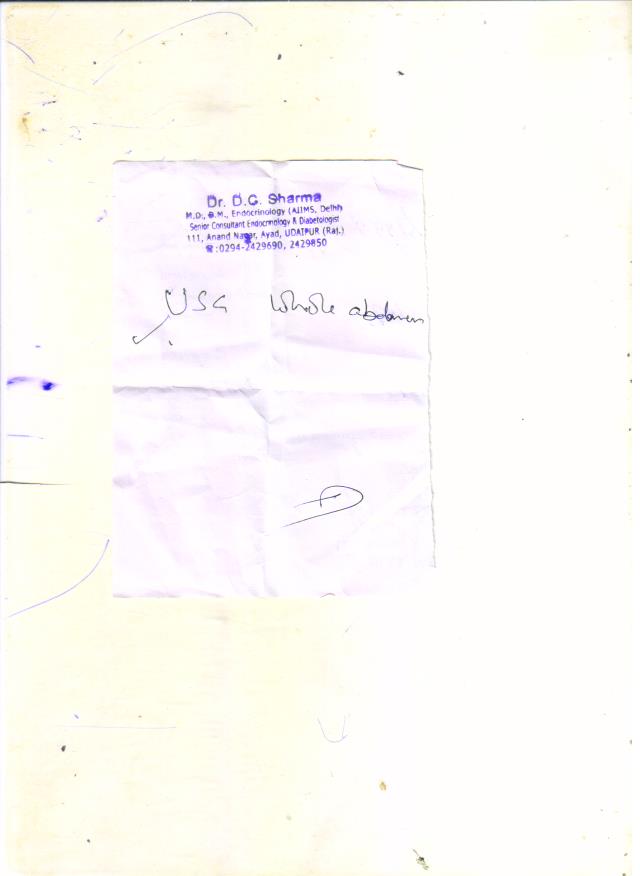 Dr. D.C. Sharma
M.D., D.M., Endocrinology (AIIMS, Delhi)
Senior Consultant Endocrinology & Diabetologist
111, Anand Nagar, Ayad, UDAIPUR (Raj.)
☎:0294-2429690, 2429850
USG Whole abdomen